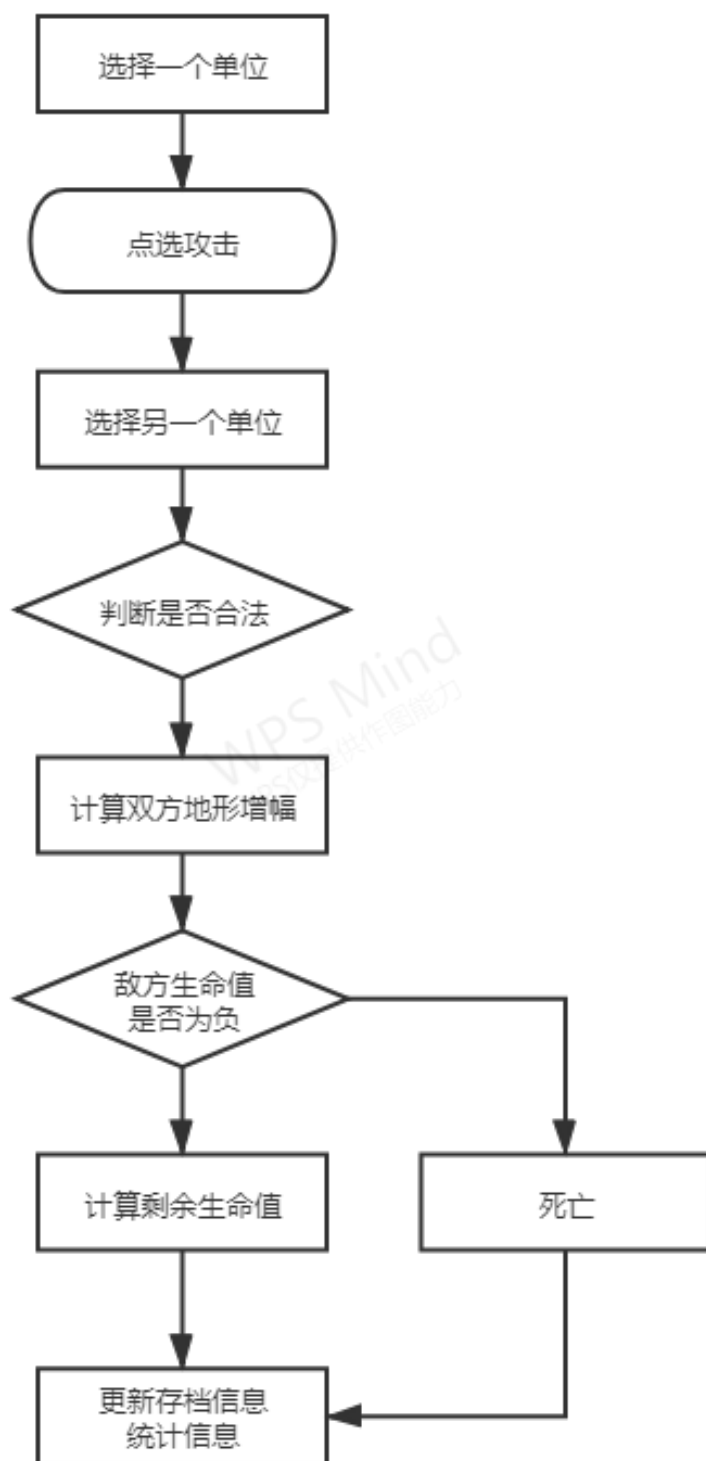 选择一个单位
点选攻击
选择另一个单位
判断是否合法
WPS Mind
计算双方地形增幅
敌方生命值
是否为负
计算剩余生命值
死亡
更新存档信息
统计信息